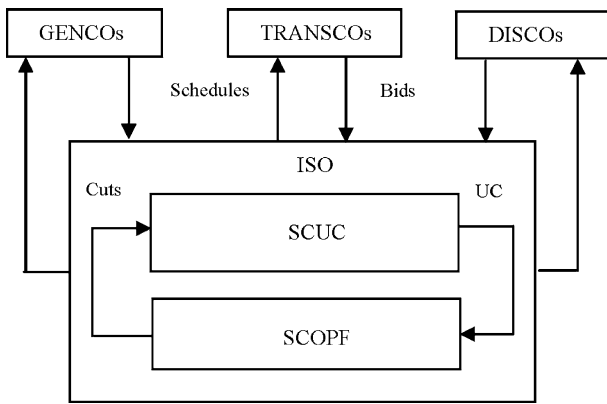 GENCOs
TRANSCOs
DISCOs
Schedules
Bids
ISO
Cuts
UC
SCUC
SCOPF